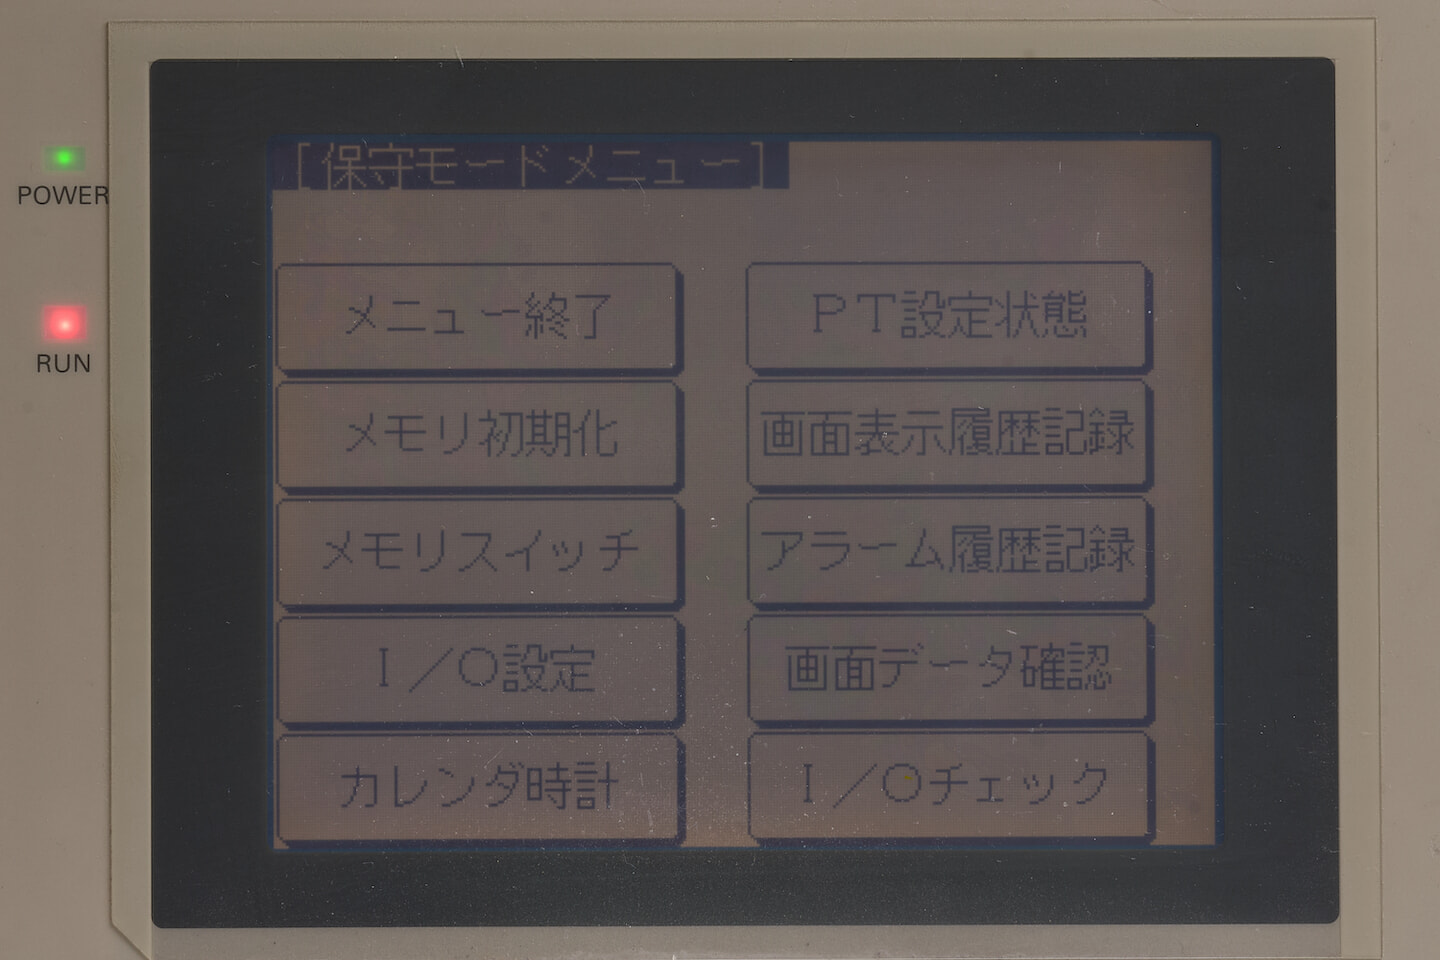 POWER
RUN
[保守モードメニュー]
メニュー終了
PT設定状態
メモリ初期化
画面表示履歴記録
メモリスイッチ
アラーム履歴記録
I/O設定
画面データ確認
カレンダ時計
I/Oチェック